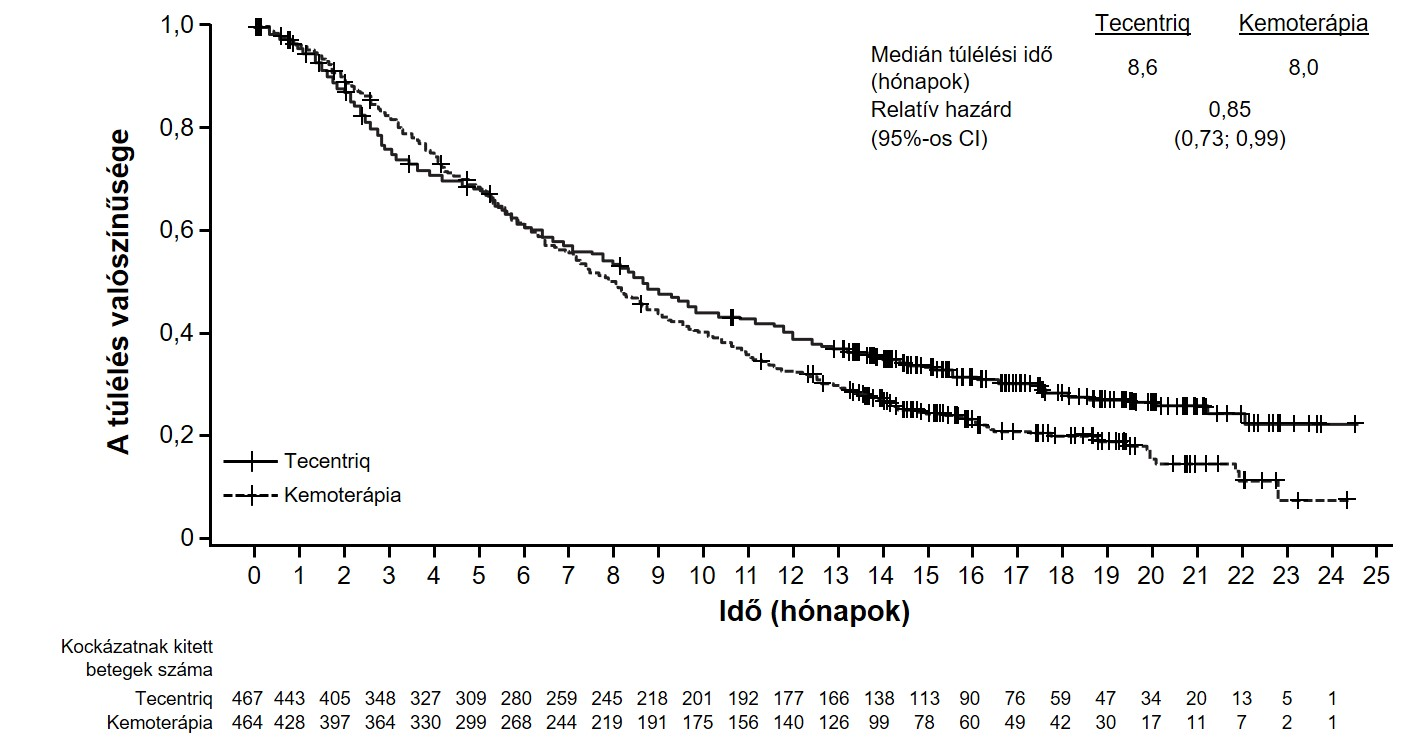 Tecentriq Kemoterápia
Medián túlélési idő
(hónapok)
8,6 8,0
Relatív hazárd 0,85
(95%-os CI) (0,73; 0,99)
A túlélés valószínűsége
1,0
0,8
0,6
0,4
0,2
0
Tecentriq
Kemoterápia
0 1 2 3 4 5 6 7 8 9 10 11 12 13 14 15 16 17 18 19 20 21 22 23 24 25
Idő (hónapok)
Kockázatnak kitett
betegek száma
Tecentriq 467 443 405 348 327 309 280 259 245 218 201 192 177 166 138 113 90 76 59 47 34 20 13 5 1
Kemoterápia 464 428 397 364 330 299 268 244 219 191 175 156 140 126 99 78 60 49 42 30 17 11 7 2 1